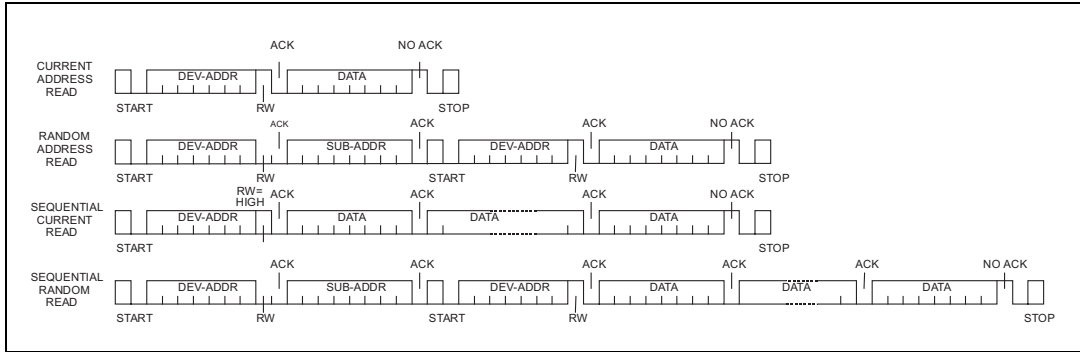 ACK NO ACK
CURRENT
ADDRESS
READ
DEV-ADDR DATA
START RW STOP
ACK ACK ACK NO ACK
RANDOM
ADDRESS
READ
DEV-ADDR SUB-ADDR DEV-ADDR DATA
START RW START RW STOP
RW=
HIGH
ACK ACK ACK NO ACK
SEQUENTIAL
CURRENT
READ
DEV-ADDR DATA DATA DATA
START STOP
ACK ACK ACK ACK ACK NO ACK
SEQUENTIAL
RANDOM
READ
DEV-ADDR SUB-ADDR DEV-ADDR DATA DATA DATA
START RW START RW STOP